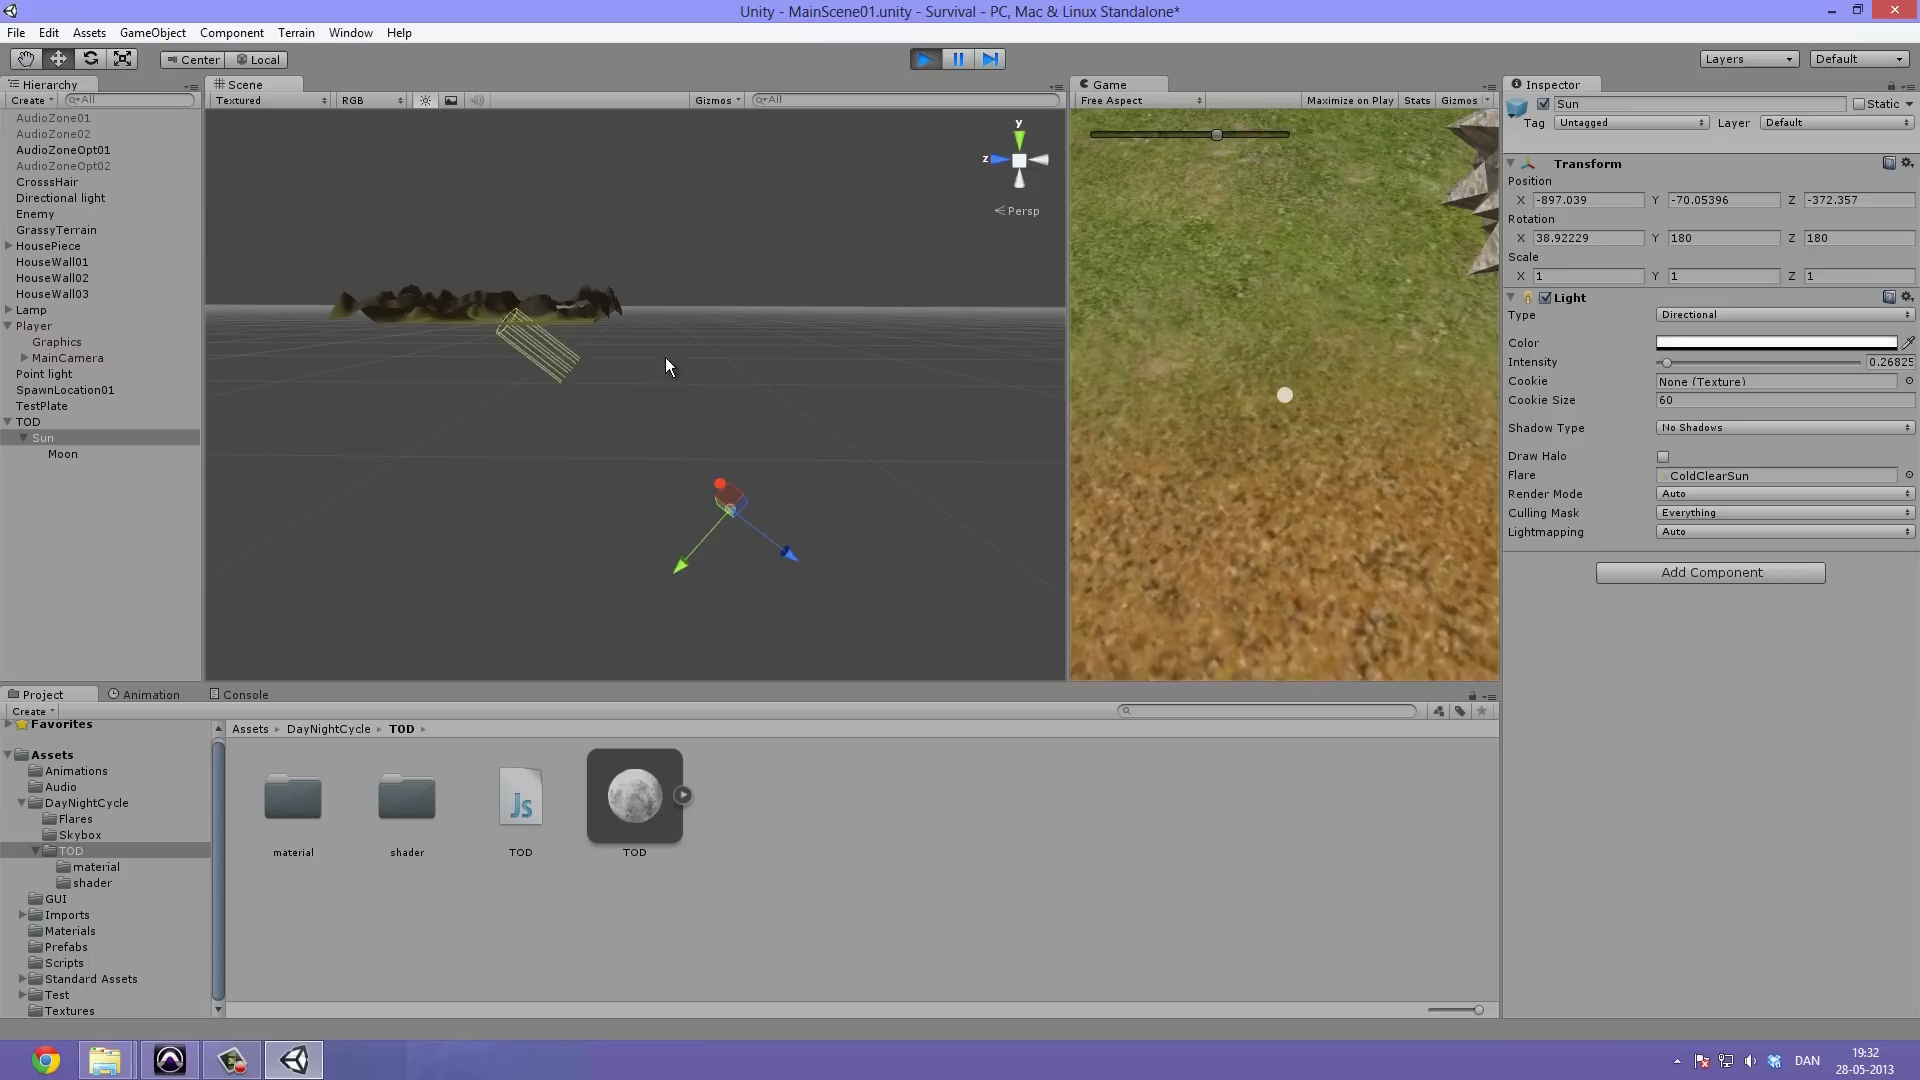 Unity - MainScene01.unity - Survival - PC, Mac & Linux Standalone*
File Edit Assets GameObject Component Terrain Window Help
Center Local Layers Default
Hierarchy
Create All
AudioZone01
AudioZone02
AudioZoneOpt01
AudioZoneOpt02
CrosssHair
Directional light
Enemy
GrassyTerrain
HousePiece
HouseWall01
HouseWall02
HouseWall03
Lamp
Player
Graphics
MainCamera
Point light
SpawnLocation01
TestPlate
TOD
Sun
Moon
Scene
Textured RGB Gizmos All
y
z
Persp
Game
Free Aspect Maximize on Play Stats Gizmos
Inspector
Sun Static
Tag Untagged Layer Default
Transform
Position
X -897.039 Y -70.05396 Z -372.357
Rotation
X 38.92229 Y 180 Z 180
Scale
X 1 Y 1 Z 1
Light
Type Directional
Color
Intensity 0.26825
Cookie None (Texture)
Cookie Size 60
Shadow Type No Shadows
Draw Halo
Flare ColdClearSun
Render Mode Auto
Culling Mask Everything
Lightmapping Auto
Add Component
Project Animation Console
Create
Favorites
Assets
Animations
Audio
DayNightCycle
Flares
Skybox
TOD
material
shader
GUI
Imports
Materials
Prefabs
Scripts
Standard Assets
Test
Textures
Assets DayNightCycle TOD
Js
material shader TOD TOD
DAN
19:32
28-05-2013